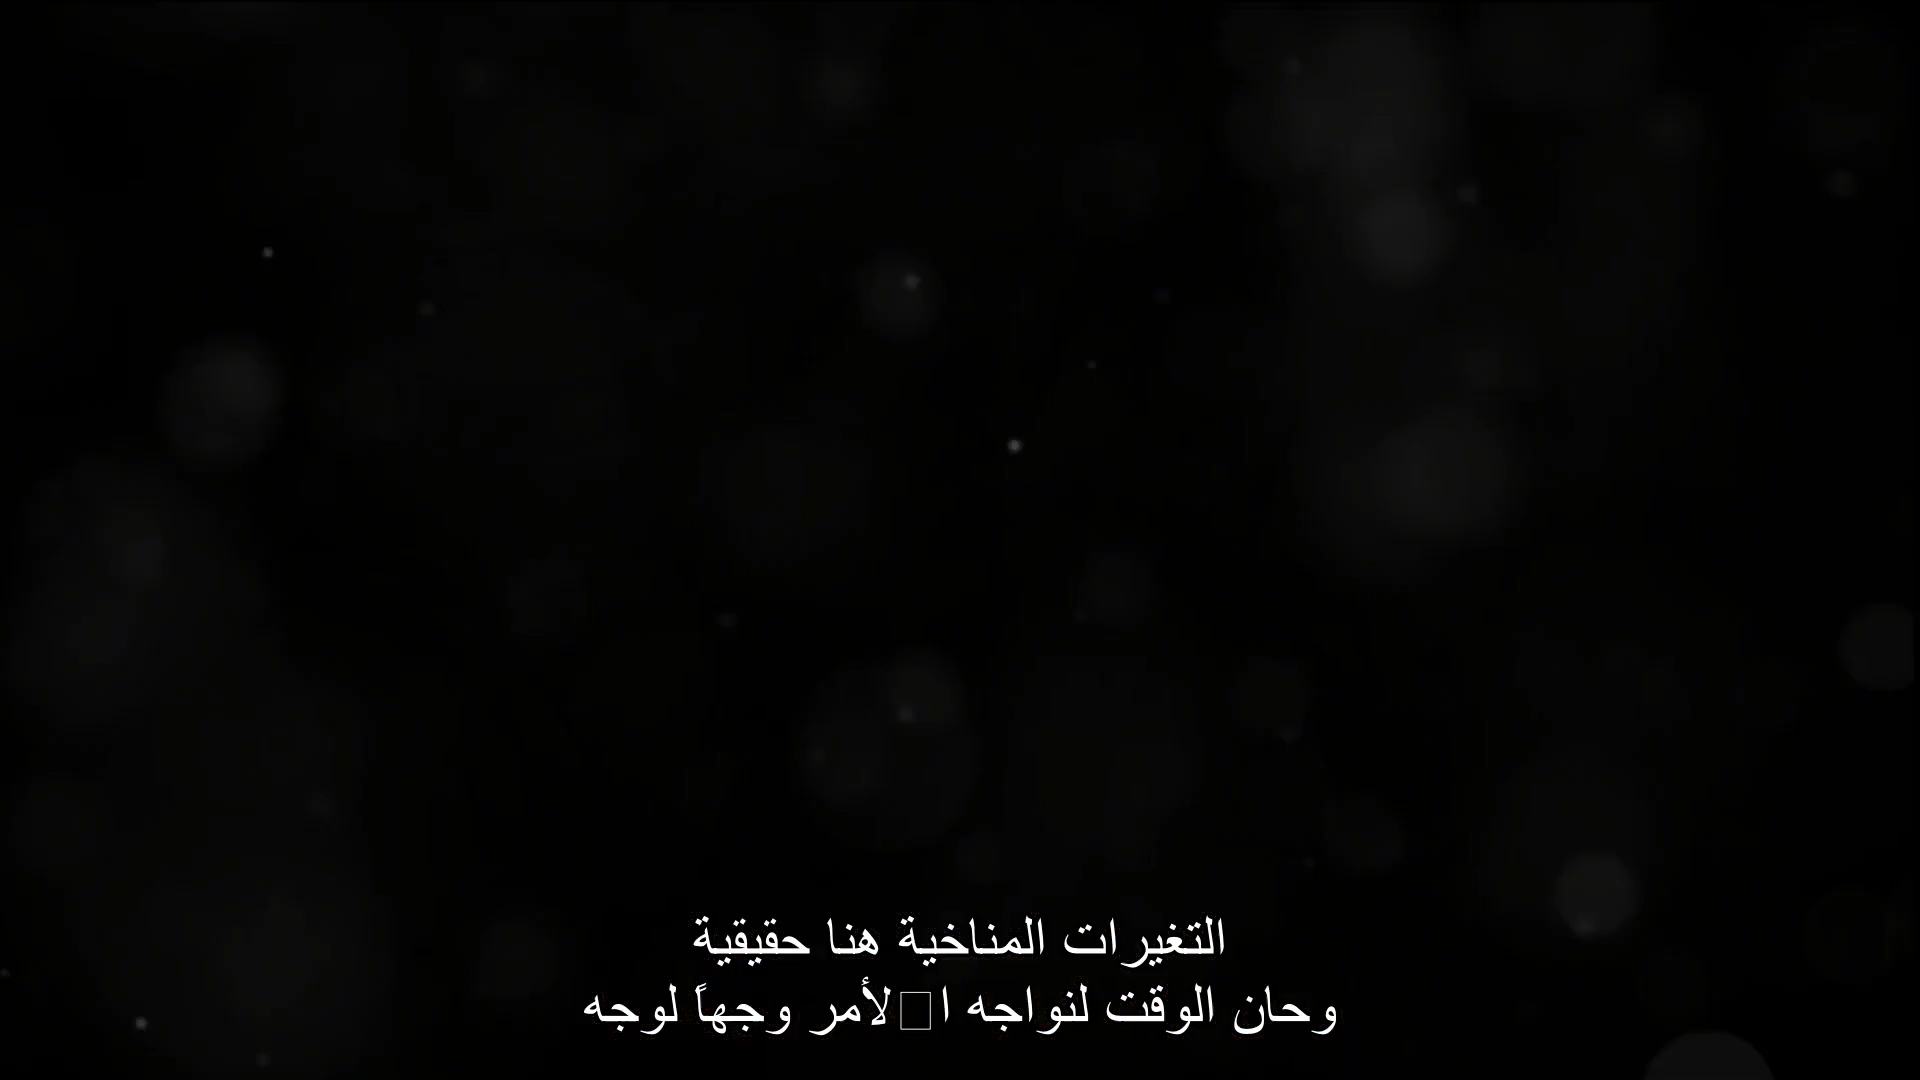 التغيرات المناخية هنا حقيقية
وحان الوقت لنواجه ا□لأمر وجهاً لوجه